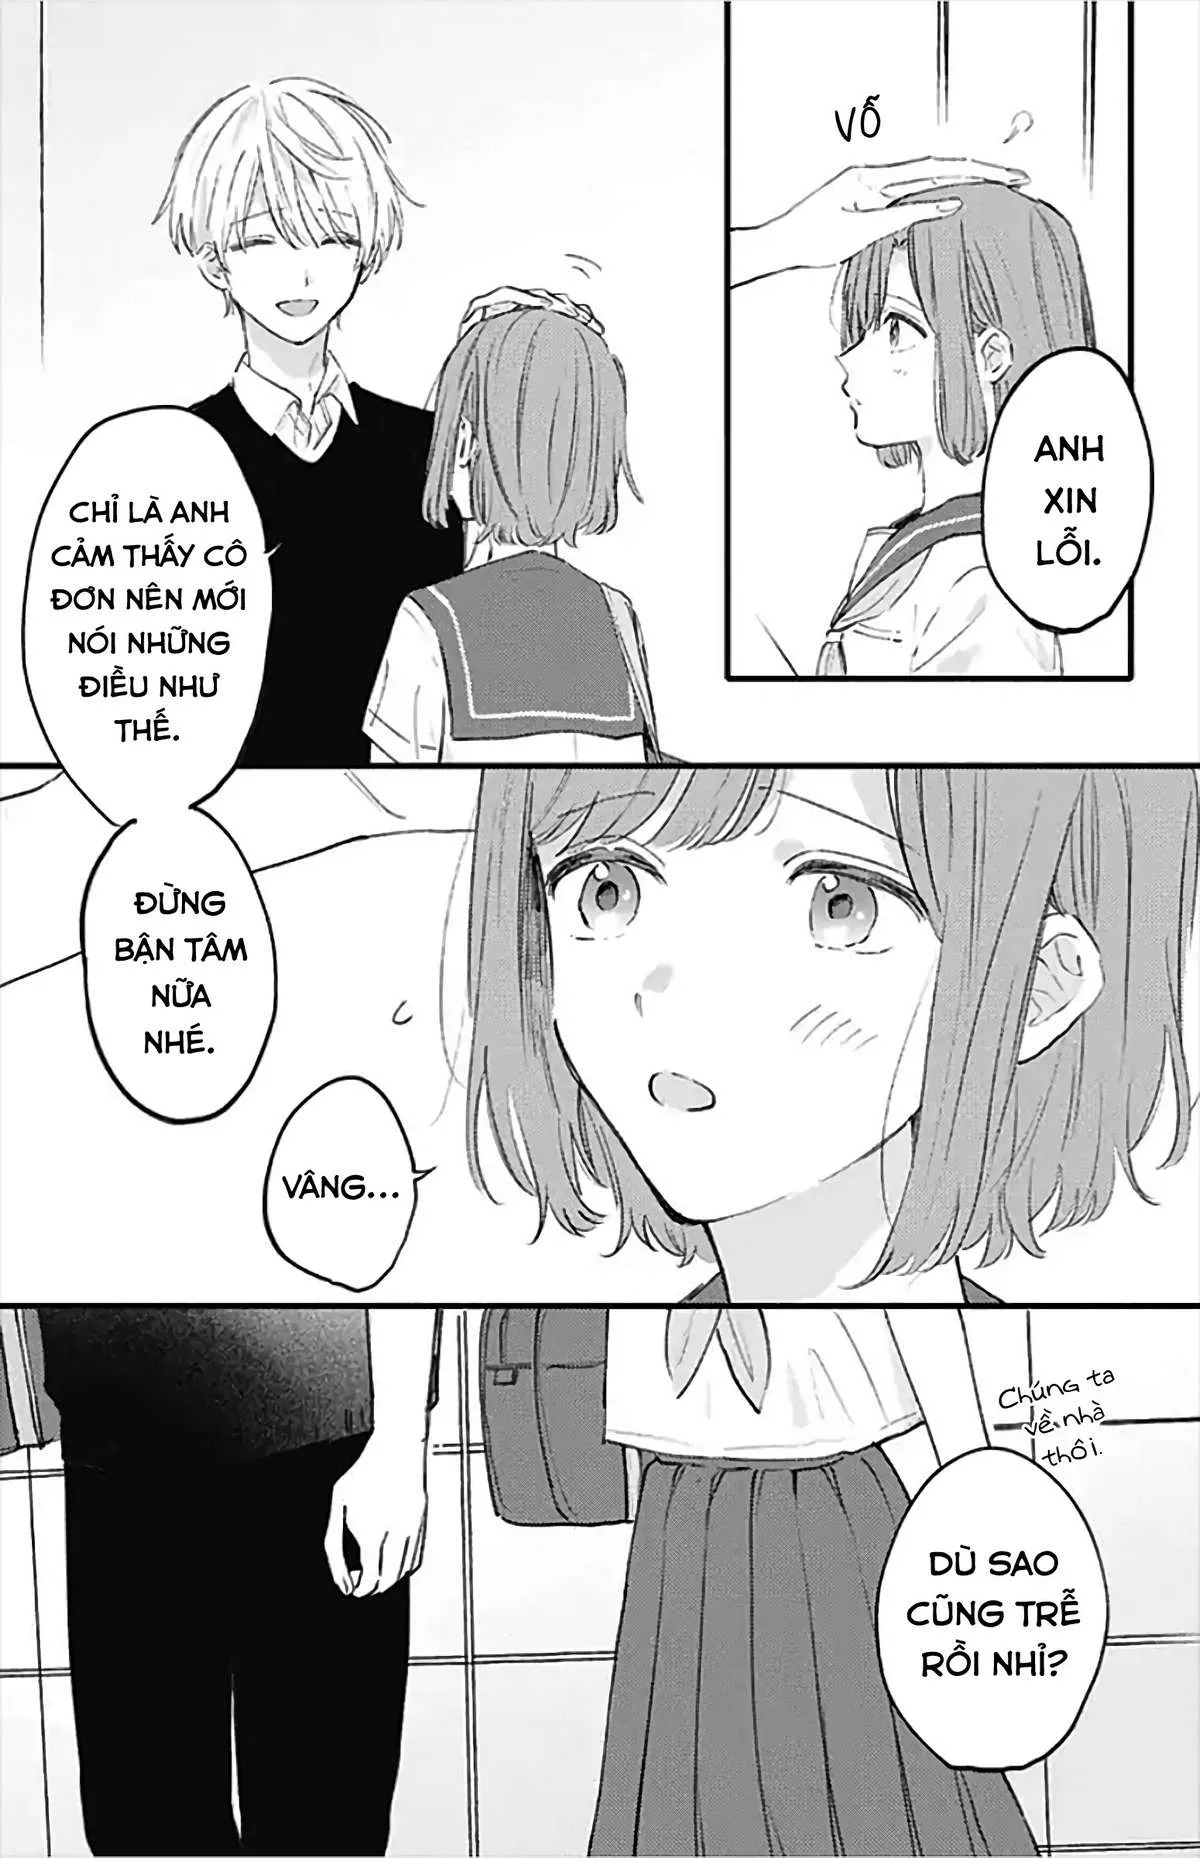 VỖ
ANH
XIN
LỖI.
CHỈ LÀ ANH
CẢM THẤY CÔ
ĐƠN NÊN MỚI
NÓI NHỮNG
ĐIỀU NHƯ
THẾ.
ĐỪNG
BẬN TÂM
NỮA
NHÉ.
VÂNG...
Chúng ta
về nhà
thôi.
DÙ SAO
CŨNG TRỄ
RỒI NHỈ?